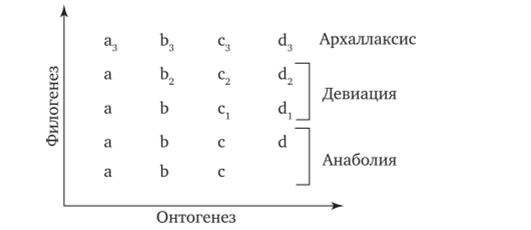 a₃ b₃ c₃ d₃ Архаллаксис
a b₂ c₂ d₂
Девиация
a b c₁ d₁
a b c d
Анаболия
a b c
Филогенез
Онтогенез